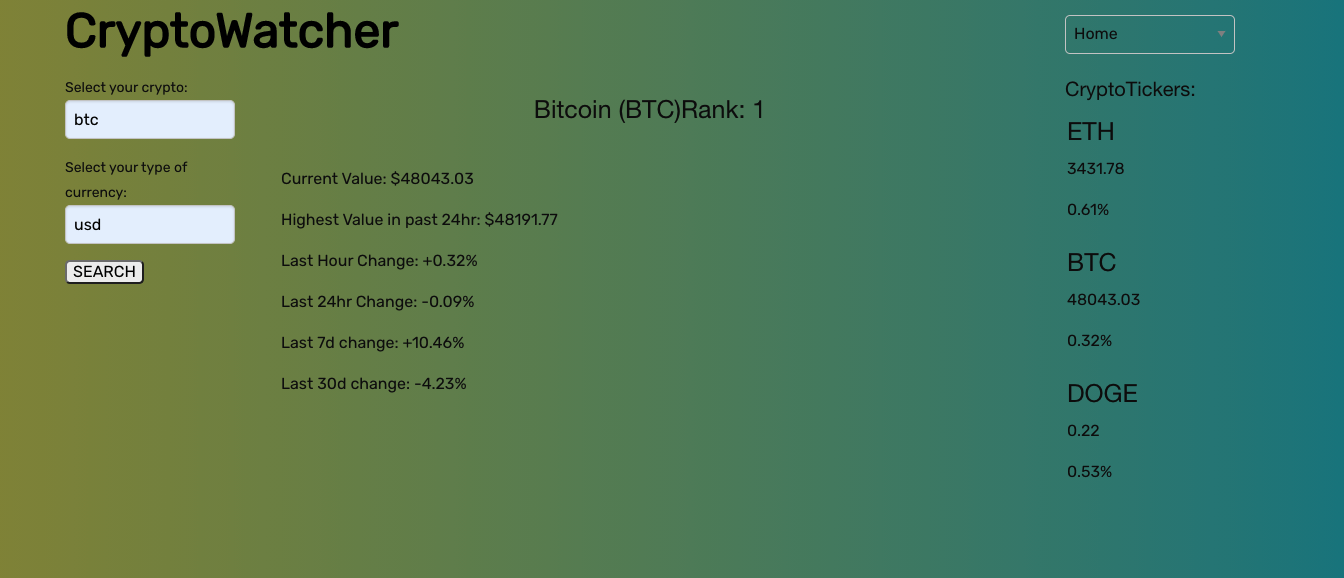 CryptoWatcher
Home
Select your crypto:
btc
Select your type of
currency:
usd
SEARCH
Bitcoin (BTC)Rank: 1
Current Value: $48043.03
Highest Value in past 24hr: $48191.77
Last Hour Change: +0.32%
Last 24hr Change: -0.09%
Last 7d change: +10.46%
Last 30d change: -4.23%
CryptoTickers:
ETH
3431.78
0.61%
BTC
48043.03
0.32%
DOGE
0.22
0.53%